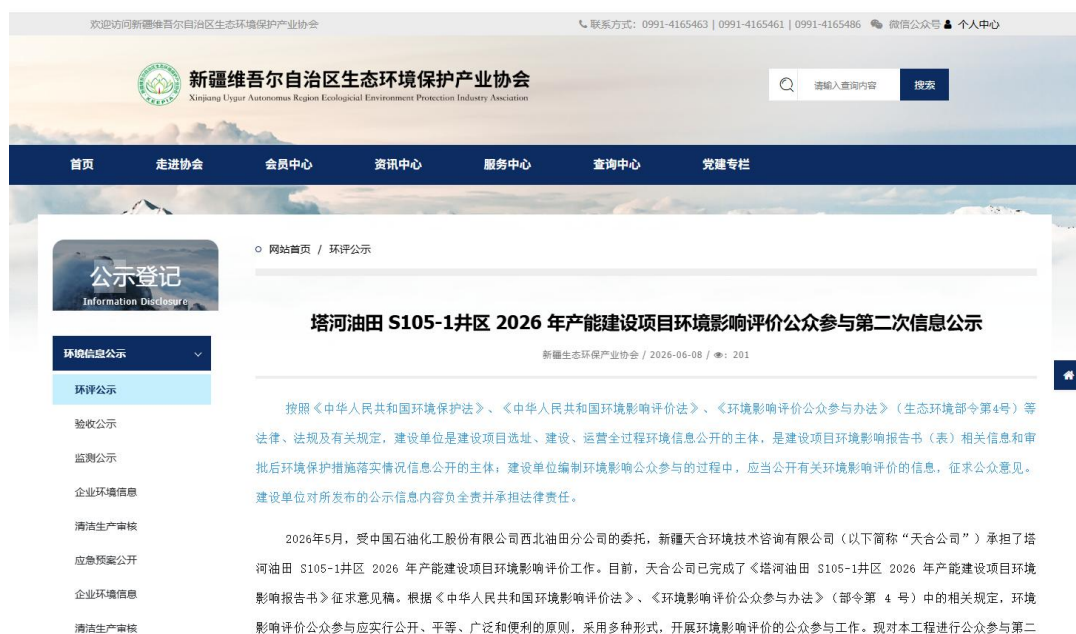 欢迎访问新疆维吾尔自治区生态环境保护产业协会
联系方式：0991-4165463 | 0991-4165461 | 0991-4165486 微信公众号 个人中心
新疆维吾尔自治区生态环境保护产业协会
Xinjiang Uygur Autonomus Region Ecologicial Environment Protection Industry Assciation
XEEPIA
请输入查询内容
搜索
首页 走进协会 会员中心 资讯中心 服务中心 查询中心 党建专栏
公示登记
Information Disclosure
网站首页 / 环评公示
塔河油田 S105-1井区 2026 年产能建设项目环境影响评价公众参与第二次信息公示
新疆生态环保产业协会 / 2026-06-08 / : 201
环境信息公示
环评公示
验收公示
监测公示
企业环境信息
清洁生产审核
应急预案公开
企业环境信息
清洁生产审核
按照《中华人民共和国环境保护法》、《中华人民共和国环境影响评价法》、《环境影响评价公众参与办法》（生态环境部令第4号）等
法律、法规及有关规定，建设单位是建设项目选址、建设、运营全过程环境信息公开的主体，是建设项目环境影响报告书（表）相关信息和审
批后环境保护措施落实情况信息公开的主体；建设单位编制环境影响公众参与的过程中，应当公开有关环境影响评价的信息，征求公众意见。
建设单位对所发布的公示信息内容负全责并承担法律责任。
2026年5月，受中国石油化工股份有限公司西北油田分公司的委托，新疆天合环境技术咨询有限公司（以下简称“天合公司”）承担了塔
河油田 S105-1井区 2026 年产能建设项目环境影响评价工作。目前，天合公司已完成了《塔河油田 S105-1井区 2026 年产能建设项目环境
影响报告书》征求意见稿。根据《中华人民共和国环境影响评价法》、《环境影响评价公众参与办法》（部令第 4 号）中的相关规定，环境
影响评价公众参与应实行公开、平等、广泛和便利的原则，采用多种形式，开展环境影响评价的公众参与工作。现对本工程进行公众参与第二